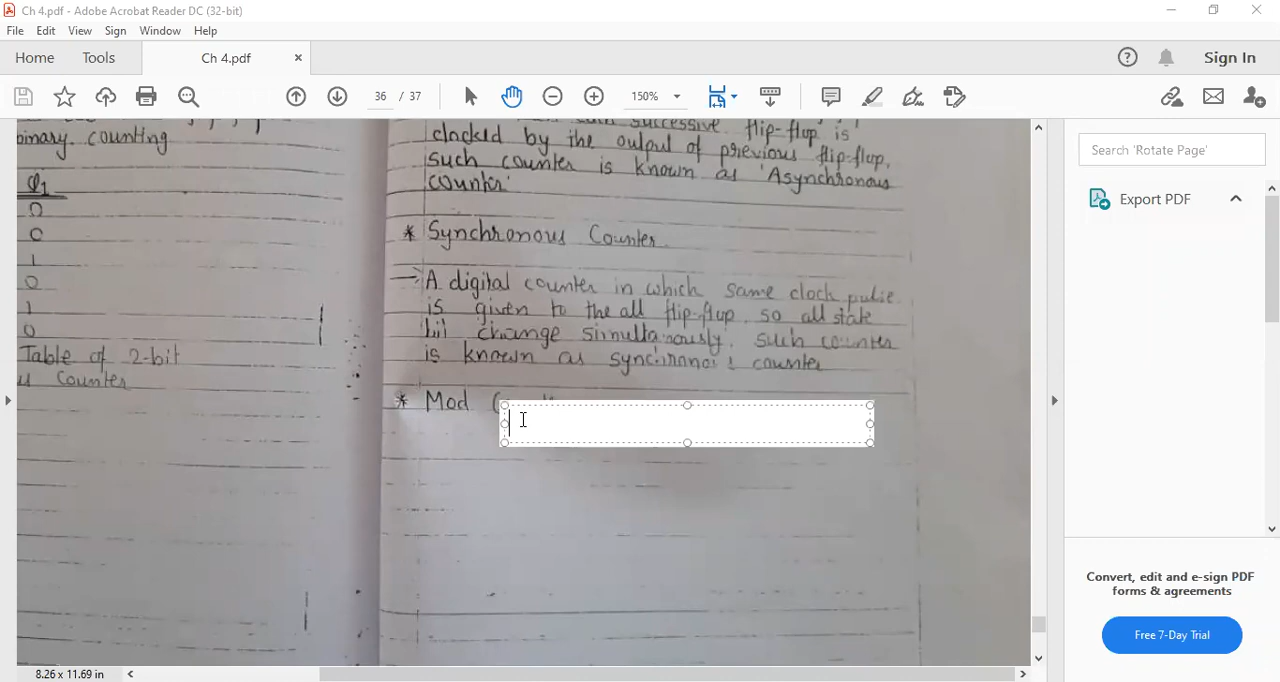 Ch 4.pdf - Adobe Acrobat Reader DC (32-bit)
File Edit View Sign Window Help
Home Tools Ch 4.pdf × Sign In
36 / 37 150%
binary counting
Q1
0
0
1
0
1
0
Table of 2-bit
Counter
successive flip-flop is
clocked by the output of previous flip-flop.
such counter is known as 'Asynchronous
counter'
* Synchronous Counter
→ A digital counter in which same clock pulse
is given to the all flip-flop, so all state
bit change simultaneously. such counter
is known as synchronous counter
* Mod
Search 'Rotate Page'
Export PDF
Convert, edit and e-sign PDF
forms & agreements
Free 7-Day Trial
8.26 x 11.69 in